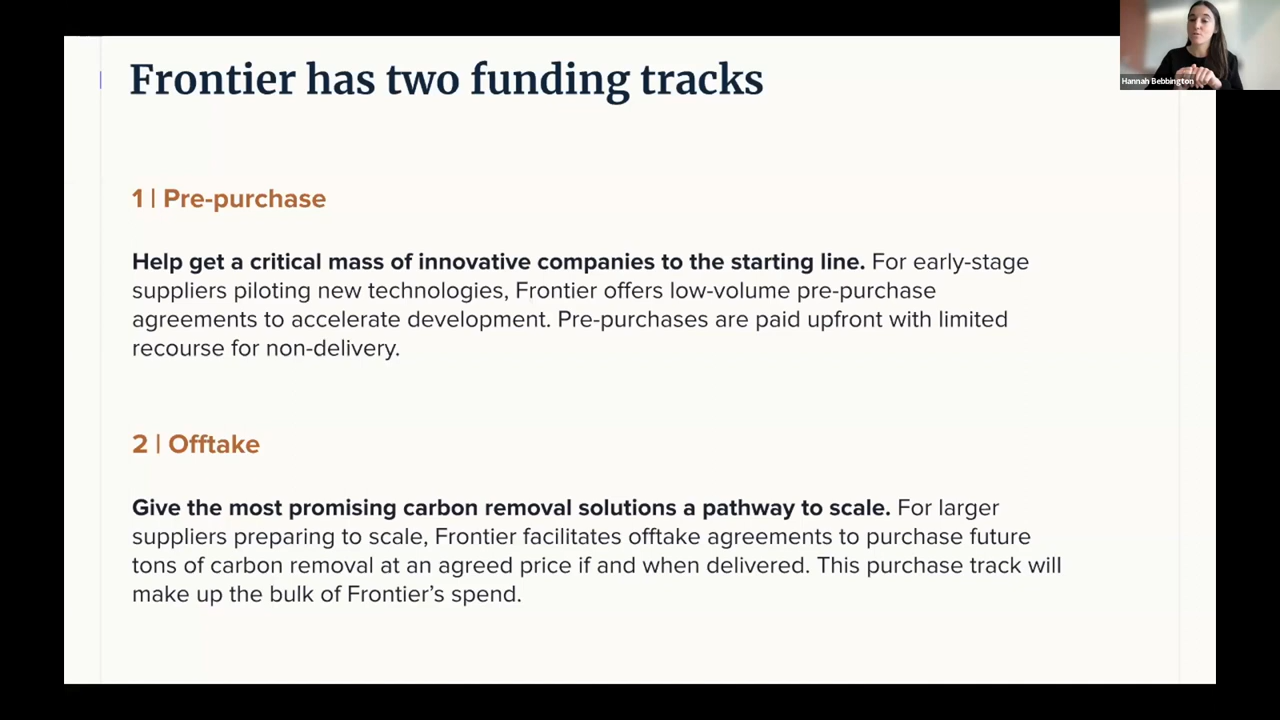 Frontier has two funding tracks
Hannah Bebbington
1 | Pre-purchase
Help get a critical mass of innovative companies to the starting line. For early-stage
suppliers piloting new technologies, Frontier offers low-volume pre-purchase
agreements to accelerate development. Pre-purchases are paid upfront with limited
recourse for non-delivery.
2 | Offtake
Give the most promising carbon removal solutions a pathway to scale. For larger
suppliers preparing to scale, Frontier facilitates offtake agreements to purchase future
tons of carbon removal at an agreed price if and when delivered. This purchase track will
make up the bulk of Frontier’s spend.